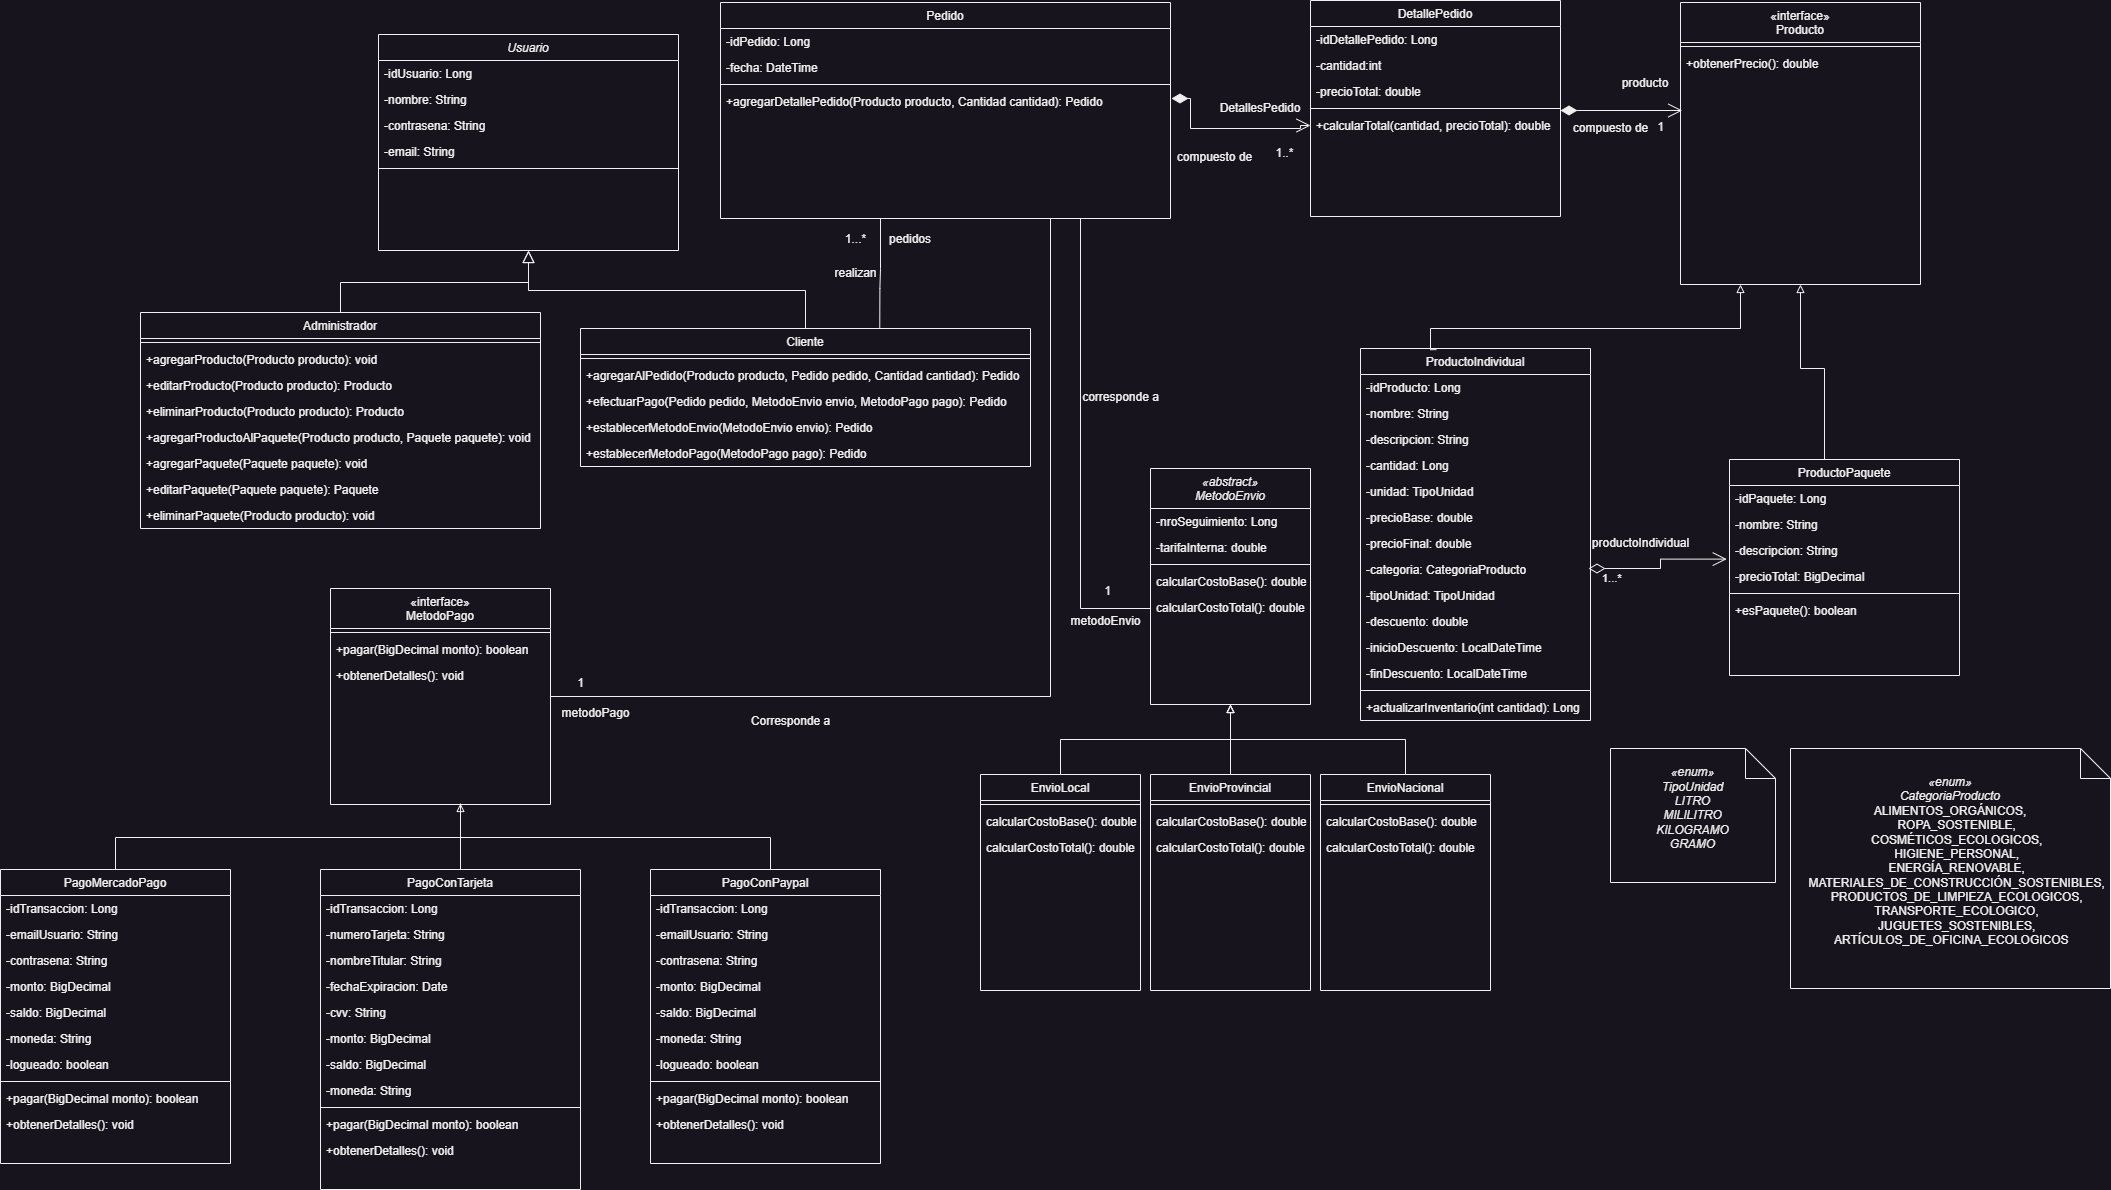 Usuario
-idUsuario: Long
-nombre: String
-contrasena: String
-email: String
Pedido
-idPedido: Long
-fecha: DateTime
+agregarDetallePedido(Producto producto, Cantidad cantidad): Pedido
DetallesPedido
compuesto de
1..*
DetallePedido
-idDetallePedido: Long
-cantidad:int
-precioTotal: double
+calcularTotal(cantidad, precioTotal): double
producto
compuesto de
1
«interface»
Producto
+obtenerPrecio(): double
1...*
pedidos
realizan
Administrador
+agregarProducto(Producto producto): void
+editarProducto(Producto producto): Producto
+eliminarProducto(Producto producto): Producto
+agregarProductoAlPaquete(Producto producto, Paquete paquete): void
+agregarPaquete(Paquete paquete): void
+editarPaquete(Paquete paquete): Paquete
+eliminarPaquete(Producto producto): void
Cliente
+agregarAlPedido(Producto producto, Pedido pedido, Cantidad cantidad): Pedido
+efectuarPago(Pedido pedido, MetodoEnvio envio, MetodoPago pago): Pedido
+establecerMetodoEnvio(MetodoEnvio envio): Pedido
+establecerMetodoPago(MetodoPago pago): Pedido
corresponde a
1
metodoEnvio
«abstract»
MetodoEnvio
-nroSeguimiento: Long
-tarifaInterna: double
calcularCostoBase(): double
calcularCostoTotal(): double
ProductoIndividual
-idProducto: Long
-nombre: String
-descripcion: String
-cantidad: Long
-unidad: TipoUnidad
-precioBase: double
-precioFinal: double
-categoria: CategoriaProducto
-tipoUnidad: TipoUnidad
-descuento: double
-inicioDescuento: LocalDateTime
-finDescuento: LocalDateTime
+actualizarInventario(int cantidad): Long
productoIndividual
1...*
ProductoPaquete
-idPaquete: Long
-nombre: String
-descripcion: String
-precioTotal: BigDecimal
+esPaquete(): boolean
«interface»
MetodoPago
+pagar(BigDecimal monto): boolean
+obtenerDetalles(): void
1
metodoPago
Corresponde a
EnvioLocal
calcularCostoBase(): double
calcularCostoTotal(): double
EnvioProvincial
calcularCostoBase(): double
calcularCostoTotal(): double
EnvioNacional
calcularCostoBase(): double
calcularCostoTotal(): double
«enum»
TipoUnidad
LITRO
MILILITRO
KILOGRAMO
GRAMO
«enum»
CategoriaProducto
ALIMENTOS_ORGÁNICOS,
ROPA_SOSTENIBLE,
COSMÉTICOS_ECOLOGICOS,
HIGIENE_PERSONAL,
ENERGÍA_RENOVABLE,
MATERIALES_DE_CONSTRUCCIÓN_SOSTENIBLES,
PRODUCTOS_DE_LIMPIEZA_ECOLOGICOS,
TRANSPORTE_ECOLOGICO,
JUGUETES_SOSTENIBLES,
ARTÍCULOS_DE_OFICINA_ECOLOGICOS
PagoMercadoPago
-idTransaccion: Long
-emailUsuario: String
-contrasena: String
-monto: BigDecimal
-saldo: BigDecimal
-moneda: String
-logueado: boolean
+pagar(BigDecimal monto): boolean
+obtenerDetalles(): void
PagoConTarjeta
-idTransaccion: Long
-numeroTarjeta: String
-nombreTitular: String
-fechaExpiracion: Date
-cvv: String
-monto: BigDecimal
-saldo: BigDecimal
-moneda: String
+pagar(BigDecimal monto): boolean
+obtenerDetalles(): void
PagoConPaypal
-idTransaccion: Long
-emailUsuario: String
-contrasena: String
-monto: BigDecimal
-saldo: BigDecimal
-moneda: String
-logueado: boolean
+pagar(BigDecimal monto): boolean
+obtenerDetalles(): void